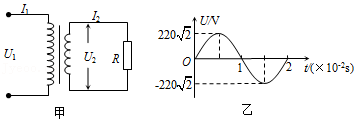 I₁
I₂
U₁
U₂
R
甲
U/V
220√2
O
1
2
t/(×10⁻²s)
-220√2
乙